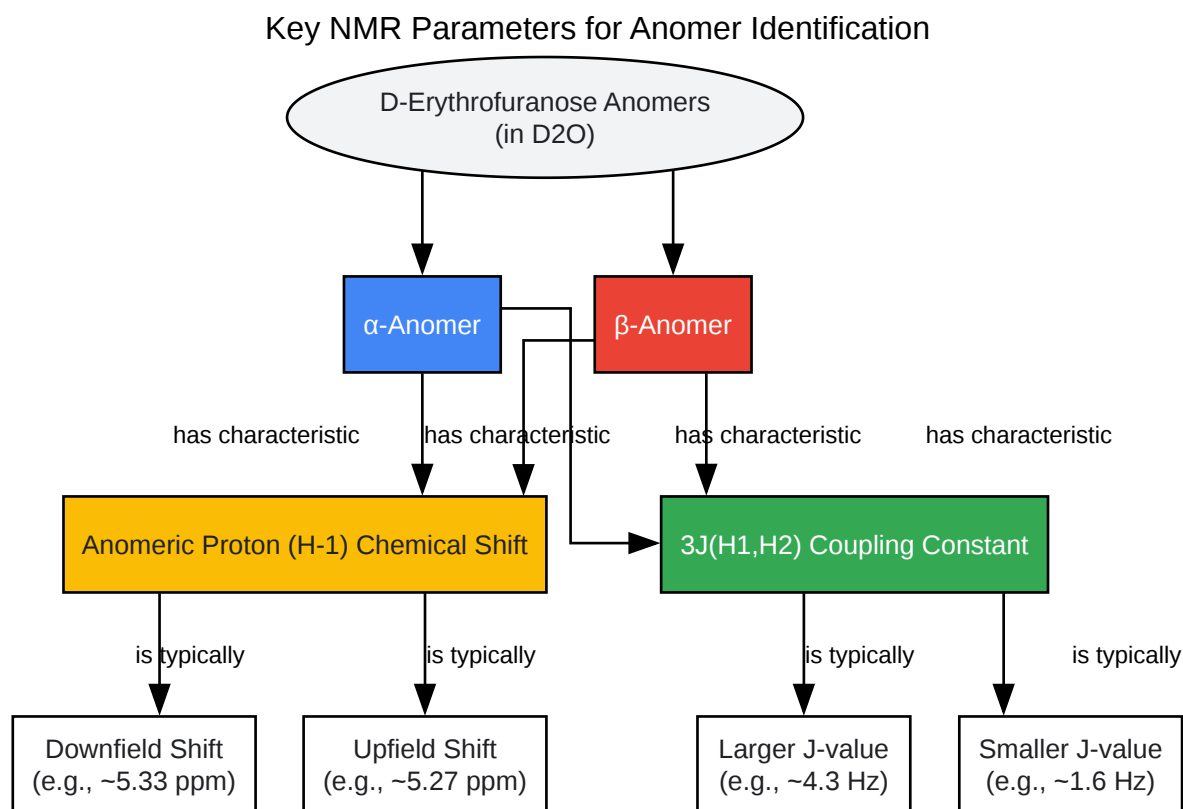 Key NMR Parameters for Anomer Identification
D-Erythrofuranose Anomers
(in D2O)
α-Anomer
β-Anomer
has characteristic
has characteristic
has characteristic
has characteristic
Anomeric Proton (H-1) Chemical Shift
3J(H1,H2) Coupling Constant
is typically
is typically
is typically
is typically
Downfield Shift
(e.g., ~5.33 ppm)
Upfield Shift
(e.g., ~5.27 ppm)
Larger J-value
(e.g., ~4.3 Hz)
Smaller J-value
(e.g., ~1.6 Hz)